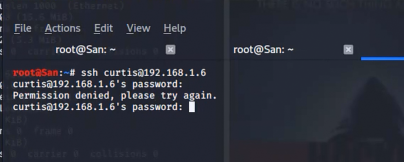 File Actions Edit View Help
root@San: ~ root@San: ~
root@San:~# ssh curtis@192.168.1.6
curtis@192.168.1.6's password:
Permission denied, please try again.
curtis@192.168.1.6's password: